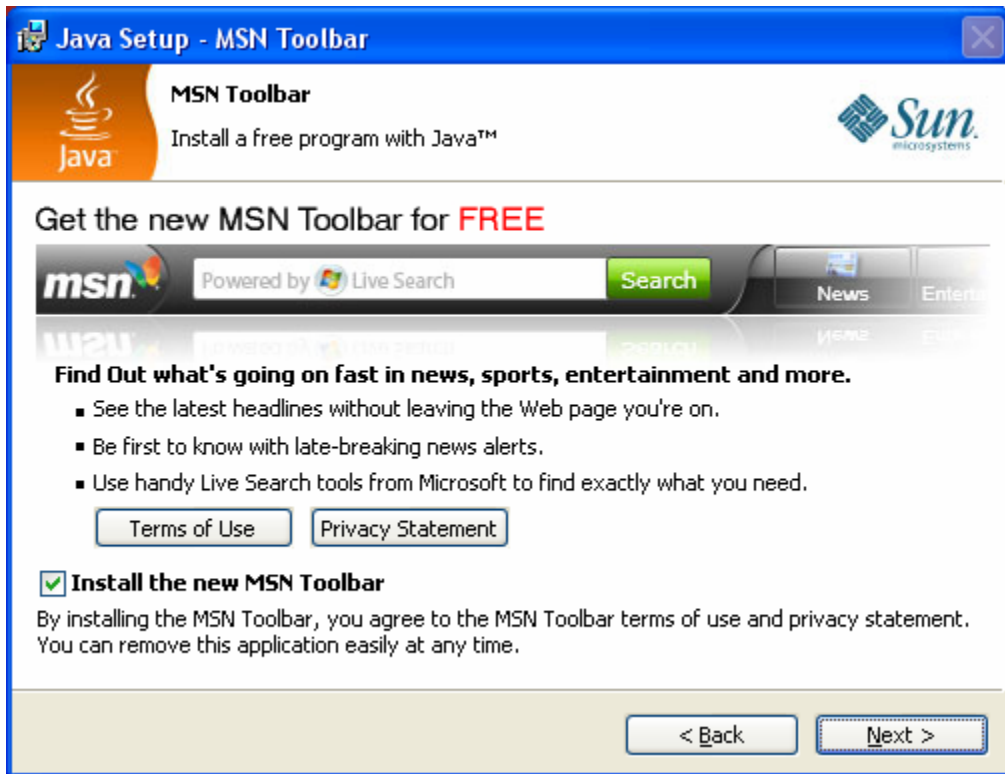 Java Setup - MSN Toolbar
Java
MSN Toolbar
Install a free program with Java™
Sun
microsystems
Get the new MSN Toolbar for FREE
msn
Powered by Live Search
Search
News
Enterta
Find Out what's going on fast in news, sports, entertainment and more.
See the latest headlines without leaving the Web page you're on.
Be first to know with late-breaking news alerts.
Use handy Live Search tools from Microsoft to find exactly what you need.
Terms of Use
Privacy Statement
Install the new MSN Toolbar
By installing the MSN Toolbar, you agree to the MSN Toolbar terms of use and privacy statement.
You can remove this application easily at any time.
< Back
Next >